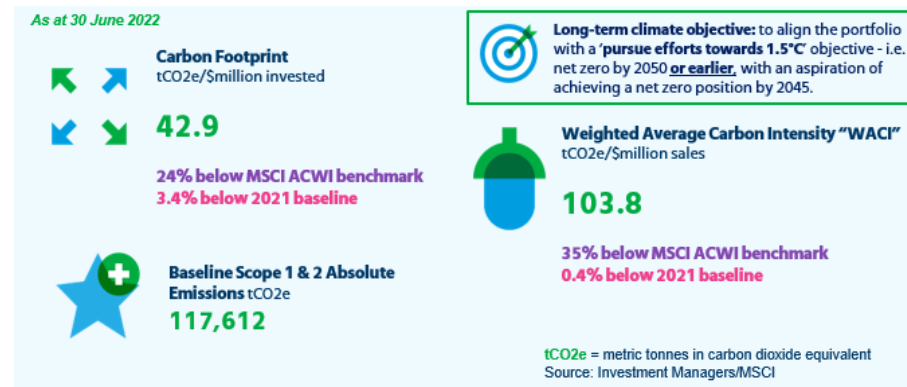 As at 30 June 2022
Carbon Footprint
tCO2e/$million invested
42.9
24% below MSCI ACWI benchmark
3.4% below 2021 baseline
Baseline Scope 1 & 2 Absolute
Emissions tCO2e
117,612
Long-term climate objective: to align the portfolio
with a 'pursue efforts towards 1.5°C' objective - i.e.
net zero by 2050 or earlier, with an aspiration of
achieving a net zero position by 2045.
Weighted Average Carbon Intensity “WACI”
tCO2e/$million sales
103.8
35% below MSCI ACWI benchmark
0.4% below 2021 baseline
tCO2e = metric tonnes in carbon dioxide equivalent
Source: Investment Managers/MSCI